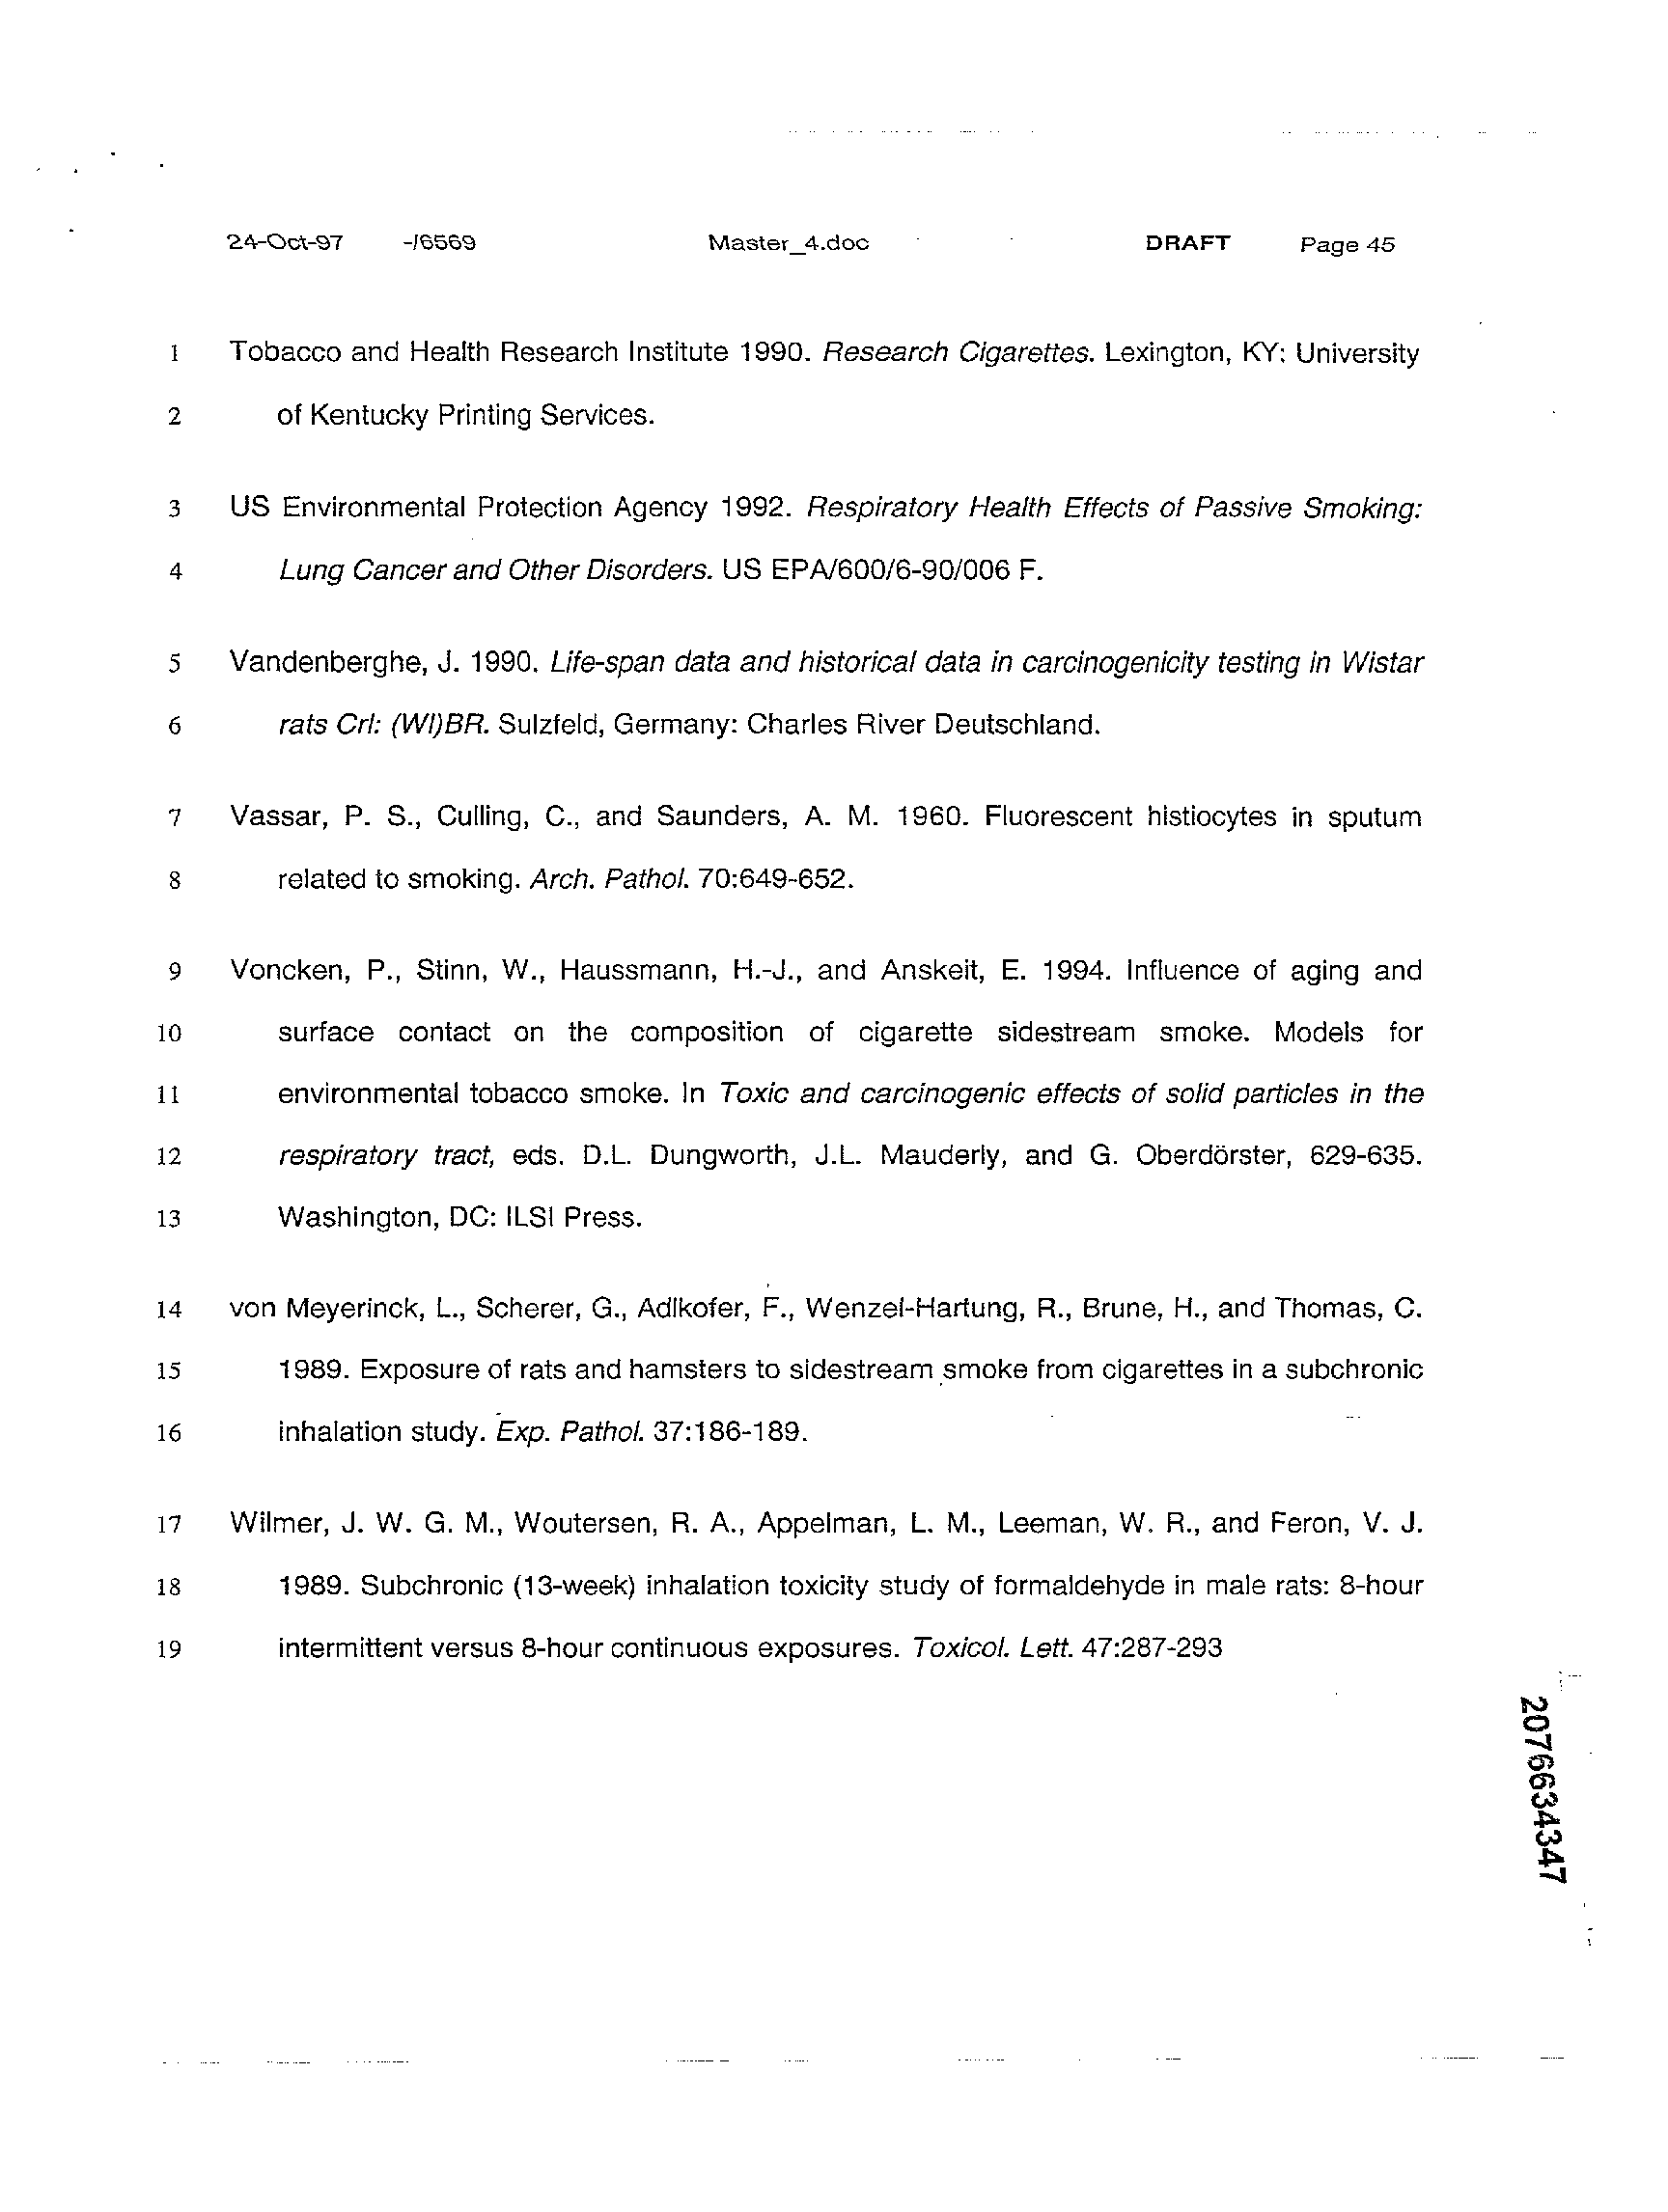 24-Oct-97 -/6569 Master_4.doc DRAFT Page 45
1 Tobacco and Health Research Institute 1990. Research Cigarettes. Lexington, KY: University
2 of Kentucky Printing Services.
3 US Environmental Protection Agency 1992. Respiratory Health Effects of Passive Smoking:
4 Lung Cancer and Other Disorders. US EPA/600/6-90/006 F.
5 Vandenberghe, J. 1990. Life-span data and historical data in carcinogenicity testing in Wistar
6 rats Crl: (WI)BR. Sulzfeld, Germany: Charles River Deutschland.
7 Vassar, P. S., Culling, C., and Saunders, A. M. 1960. Fluorescent histiocytes in sputum
8 related to smoking. Arch. Pathol. 70:649-652.
9 Voncken, P., Stinn, W., Haussmann, H.-J., and Anskeit, E. 1994. Influence of aging and
10 surface contact on the composition of cigarette sidestream smoke. Models for
11 environmental tobacco smoke. In Toxic and carcinogenic effects of solid particles in the
12 respiratory tract, eds. D.L. Dungworth, J.L. Mauderly, and G. Oberdörster, 629-635.
13 Washington, DC: ILSI Press.
14 von Meyerinck, L., Scherer, G., Adlkofer, F., Wenzel-Hartung, R., Brune, H., and Thomas, C.
15 1989. Exposure of rats and hamsters to sidestream smoke from cigarettes in a subchronic
16 inhalation study. Exp. Pathol. 37:186-189.
17 Wilmer, J. W. G. M., Woutersen, R. A., Appelman, L. M., Leeman, W. R., and Feron, V. J.
18 1989. Subchronic (13-week) inhalation toxicity study of formaldehyde in male rats: 8-hour
19 intermittent versus 8-hour continuous exposures. Toxicol. Lett. 47:287-293
2076634347